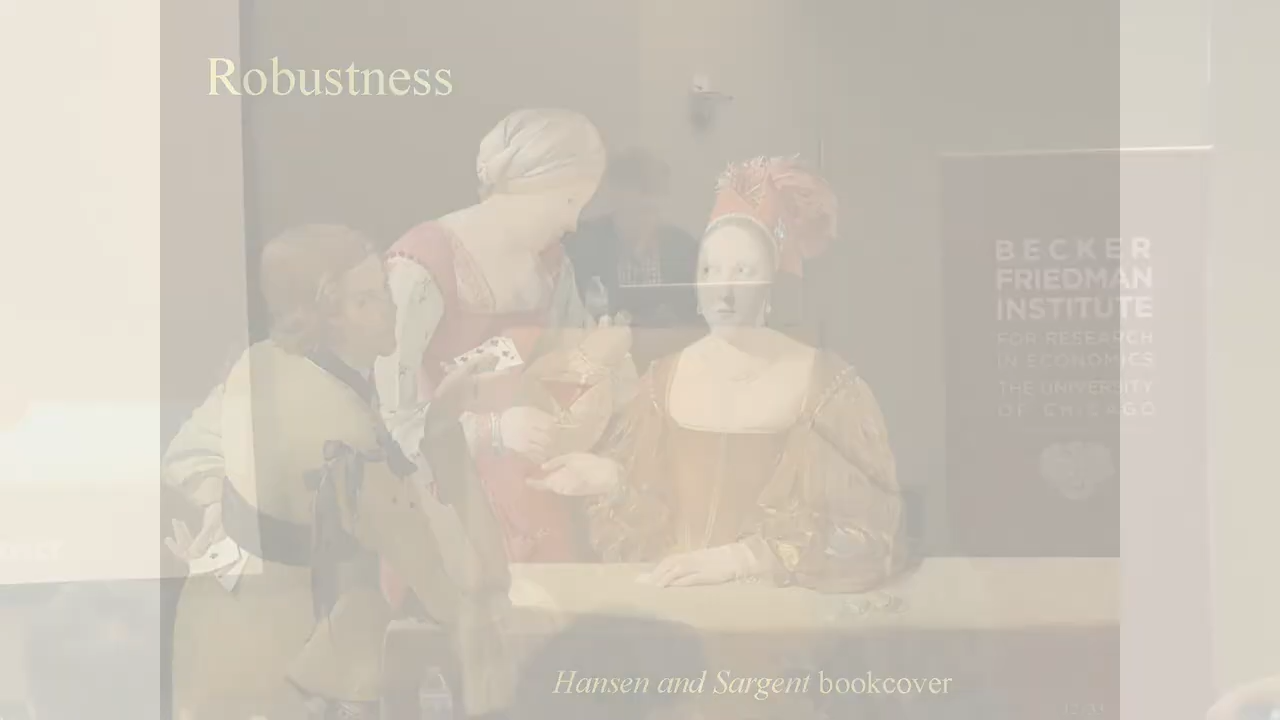 Robustness
BECKER
FRIEDMAN
INSTITUTE
FOR RESEARCH
IN ECONOMICS
THE UNIVERSITY
OF CHICAGO
Hansen and Sargent bookcover